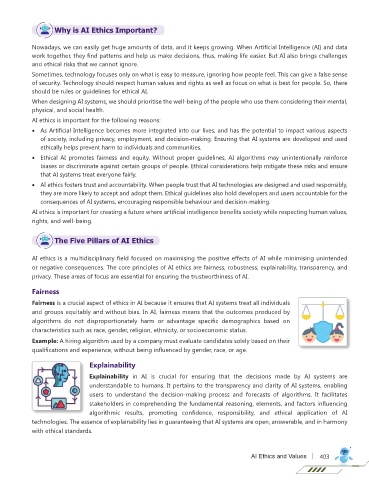 Why is AI Ethics Important?
Nowadays, we can easily get huge amounts of data, and it keeps growing. When Artificial Intelligence (AI) and data
work together, they find patterns and help us make decisions, thus, making life easier. But AI also brings challenges
and ethical risks that we cannot ignore.
Sometimes, technology focuses only on what is easy to measure, ignoring how people feel. This can give a false sense
of security. Technology should respect human values and rights as well as focus on what is best for people. So, there
should be rules or guidelines for ethical AI.
When designing AI systems, we should prioritise the well-being of the people who use them considering their mental,
physical, and social health.
AI ethics is important for the following reasons:
• As Artificial Intelligence becomes more integrated into our lives, and has the potential to impact various aspects
of society, including privacy, employment, and decision-making. Ensuring that AI systems are developed and used
ethically helps prevent harm to individuals and communities.
• Ethical AI promotes fairness and equity. Without proper guidelines, AI algorithms may unintentionally reinforce
biases or discriminate against certain groups of people. Ethical considerations help mitigate these risks and ensure
that AI systems treat everyone fairly.
• AI ethics fosters trust and accountability. When people trust that AI technologies are designed and used responsibly,
they are more likely to accept and adopt them. Ethical guidelines also hold developers and users accountable for the
consequences of AI systems, encouraging responsible behaviour and decision-making.
AI ethics is important for creating a future where artificial intelligence benefits society while respecting human values,
rights, and well-being.
The Five Pillars of AI Ethics
AI ethics is a multidisciplinary field focused on maximising the positive effects of AI while minimising unintended
or negative consequences. The core principles of AI ethics are fairness, robustness, explainability, transparency, and
privacy. These areas of focus are essential for ensuring the trustworthiness of AI.
Fairness
Fairness is a crucial aspect of ethics in AI because it ensures that AI systems treat all individuals
and groups equitably and without bias. In AI, fairness means that the outcomes produced by
algorithms do not disproportionately harm or advantage specific demographics based on
characteristics such as race, gender, religion, ethnicity, or socioeconomic status.
Example: A hiring algorithm used by a company must evaluate candidates solely based on their
qualifications and experience, without being influenced by gender, race, or age.
Explainability
Explainability in AI is crucial for ensuring that the decisions made by AI systems are
understandable to humans. It pertains to the transparency and clarity of AI systems, enabling
users to understand the decision-making process and forecasts of algorithms. It facilitates
stakeholders in comprehending the fundamental reasoning, elements, and factors influencing
algorithmic results, promoting confidence, responsibility, and ethical application of AI
technologies. The essence of explainability lies in guaranteeing that AI systems are open, answerable, and in harmony
with ethical standards.
AI Ethics and Values 403